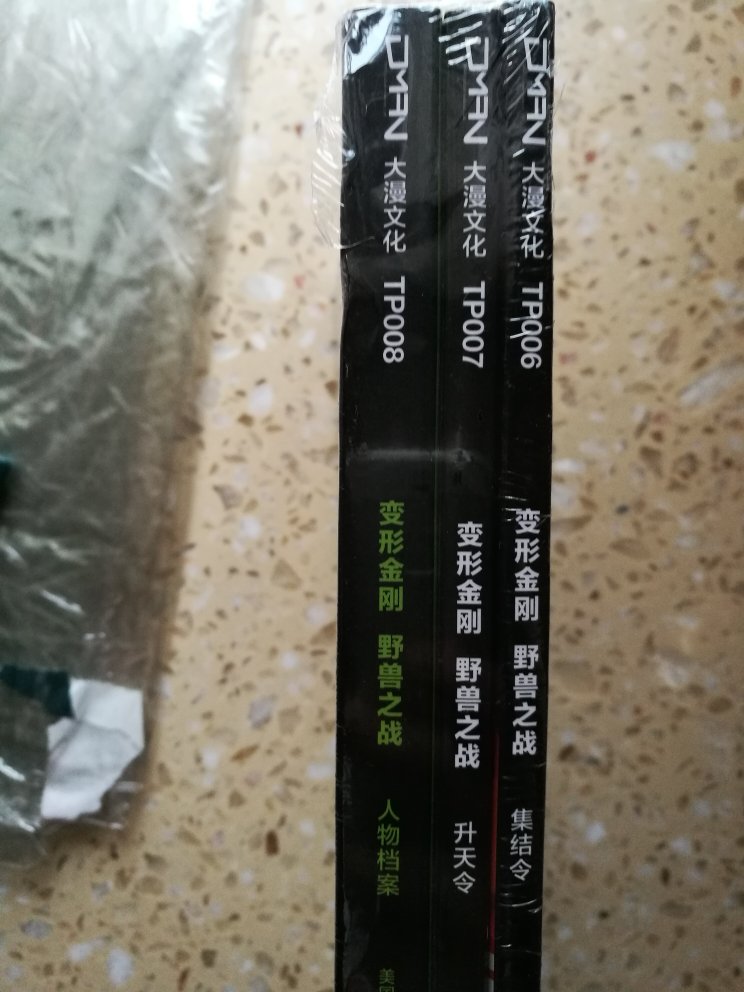 DMAN 大漫文化 TP008 变形金刚 野兽之战 人物档案 美国
DMAN 大漫文化 TP007 变形金刚 野兽之战 升天令
DMAN 大漫文化 TP006 变形金刚 野兽之战 集结令